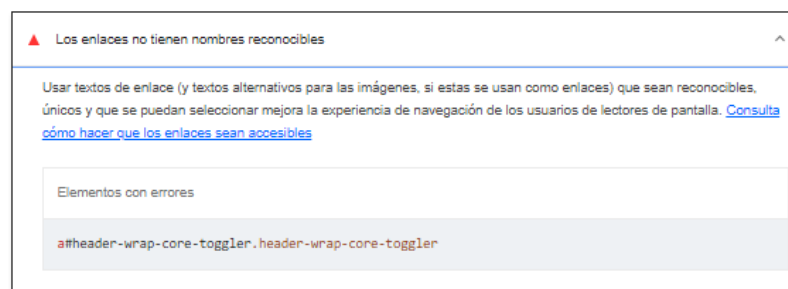 Los enlaces no tienen nombres reconocibles
Usar textos de enlace (y textos alternativos para las imágenes, si estas se usan como enlaces) que sean reconocibles,
únicos y que se puedan seleccionar mejora la experiencia de navegación de los usuarios de lectores de pantalla. Consulta
cómo hacer que los enlaces sean accesibles
Elementos con errores
a#header-wrap-core-toggler.header-wrap-core-toggler